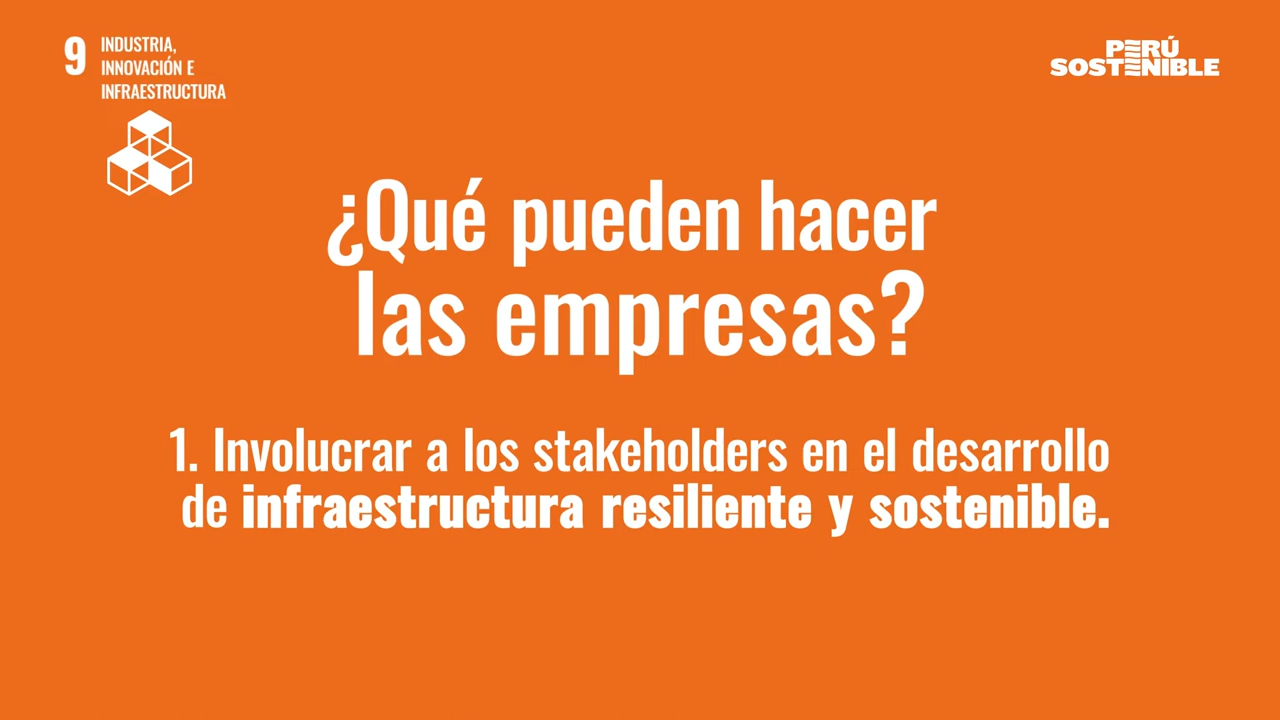 9 INDUSTRIA,
INNOVACIÓN E
INFRAESTRUCTURA
PERÚ
SOSTENIBLE
¿Qué pueden hacer
las empresas?
1. Involucrar a los stakeholders en el desarrollo
de infraestructura resiliente y sostenible.